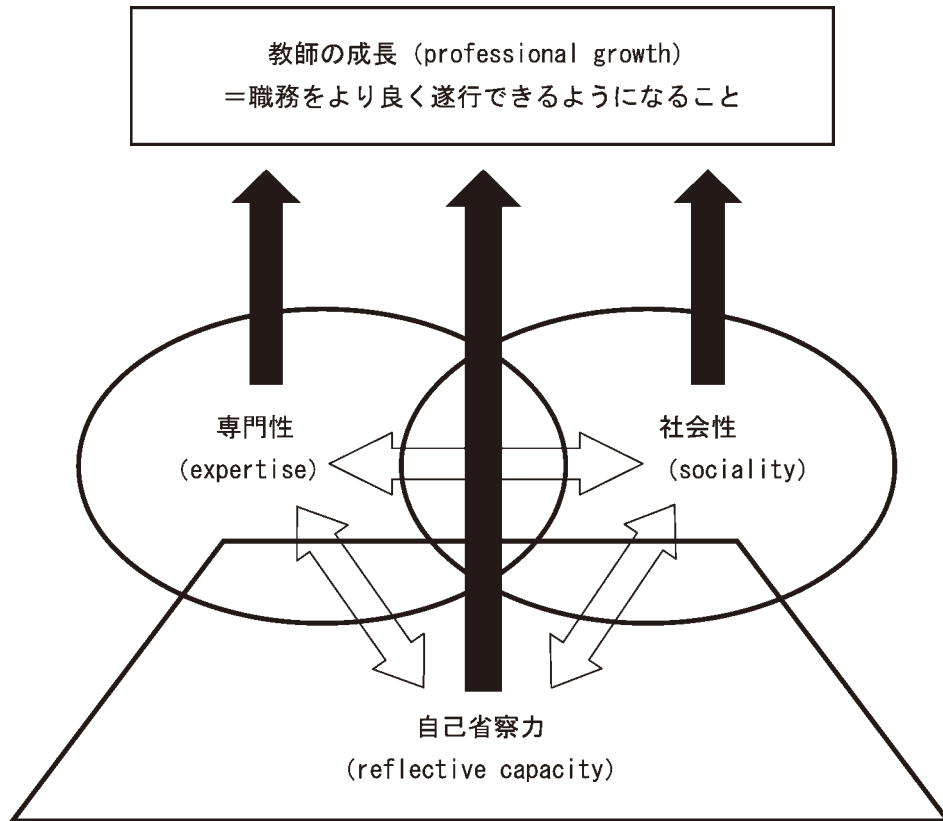 教師の成長（professional growth）
＝職務をより良く遂行できるようになること
専門性
（expertise）
社会性
（sociality）
自己省察力
（reflective capacity）